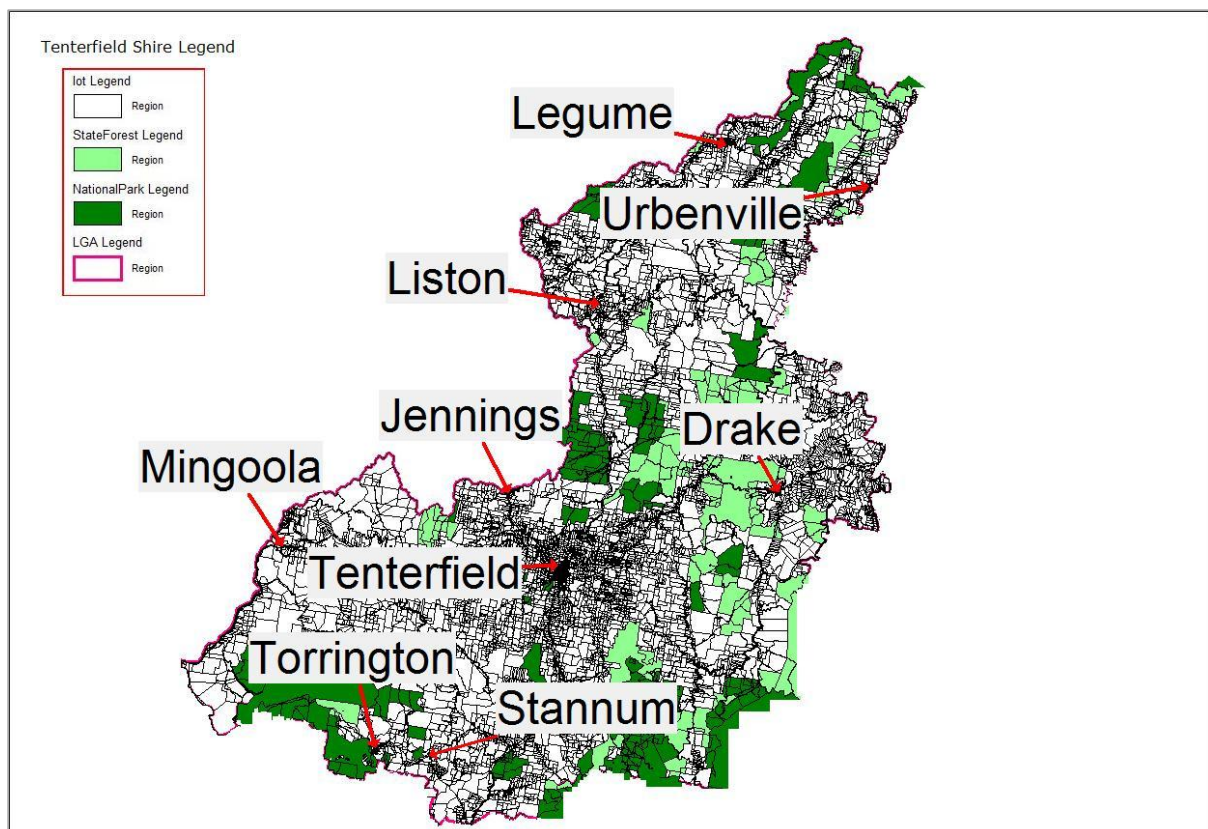 Tenterfield Shire Legend
lot Legend
Region
StateForest Legend
Region
NationalPark Legend
Region
LGA Legend
Region
Legume
Urbenville
Liston
Jennings
Drake
Mingoola
Tenterfield
Torrington
Stannum